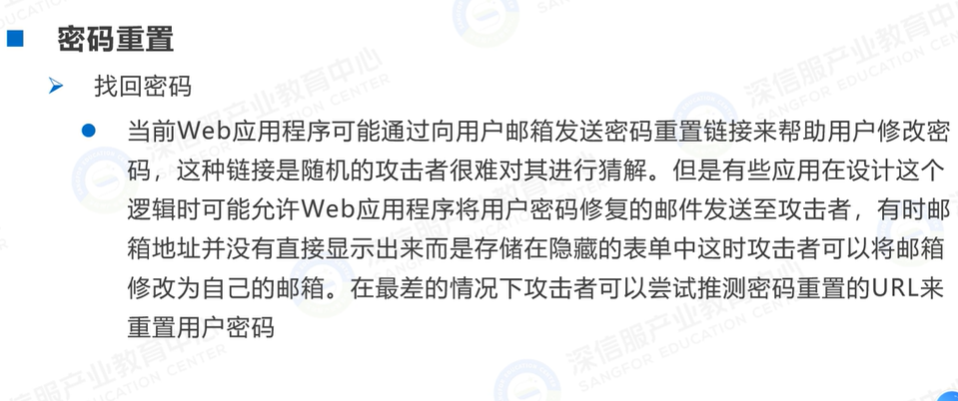 密码重置
找回密码
当前Web应用程序可能通过向用户邮箱发送密码重置链接来帮助用户修改密
码，这种链接是随机的攻击者很难对其进行猜解。但是有些应用在设计这个
逻辑时可能允许Web应用程序将用户密码修复的邮件发送至攻击者，有时邮
箱地址并没有直接显示出来而是存储在隐藏的表单中这时攻击者可以将邮箱
修改为自己的邮箱。在最差的情况下攻击者可以尝试推测密码重置的URL来
重置用户密码
深信服产业教育中心
SANGFOR EDUCATION CENTER